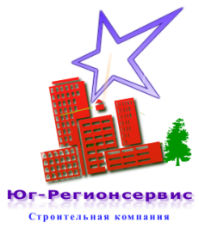 Юг-Регионсервис
Строительная компания